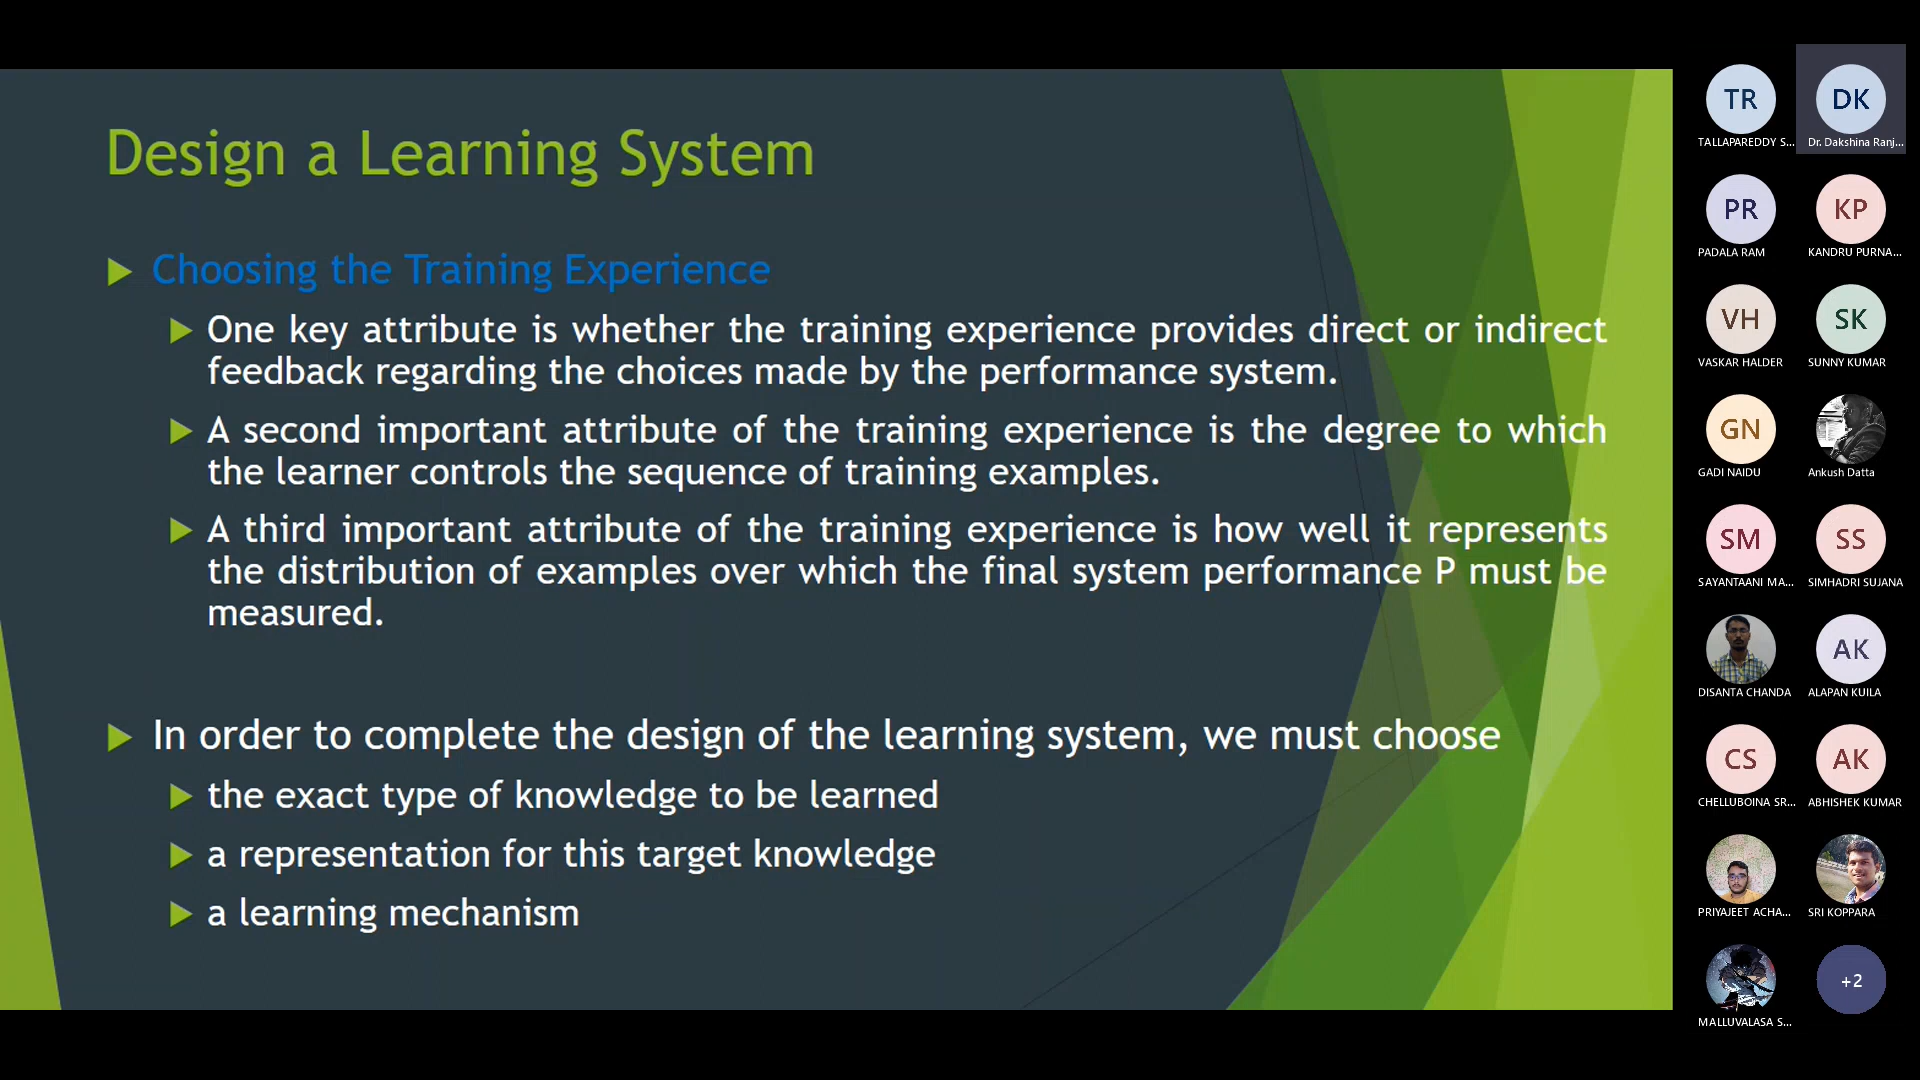 Design a Learning System
Choosing the Training Experience
One key attribute is whether the training experience provides direct or indirect
feedback regarding the choices made by the performance system.
A second important attribute of the training experience is the degree to which
the learner controls the sequence of training examples.
A third important attribute of the training experience is how well it represents
the distribution of examples over which the final system performance P must be
measured.
In order to complete the design of the learning system, we must choose
the exact type of knowledge to be learned
a representation for this target knowledge
a learning mechanism
TR
TALLAPAREDDY S...
DK
Dr. Dakshina Ranj...
PR
PADALA RAM
KP
KANDRU PURNA...
VH
VASKAR HALDER
SK
SUNNY KUMAR
GN
GADI NAIDU
Ankush Datta
SM
SAYANTAANI MA...
SS
SIMHADRI SUJANA
DISANTA CHANDA
AK
ALAPAN KUILA
CS
CHELLUBOINA SR...
AK
ABHISHEK KUMAR
PRIYAJEET ACHA...
SRI KOPPARA
MALLUVALASA S...
+2